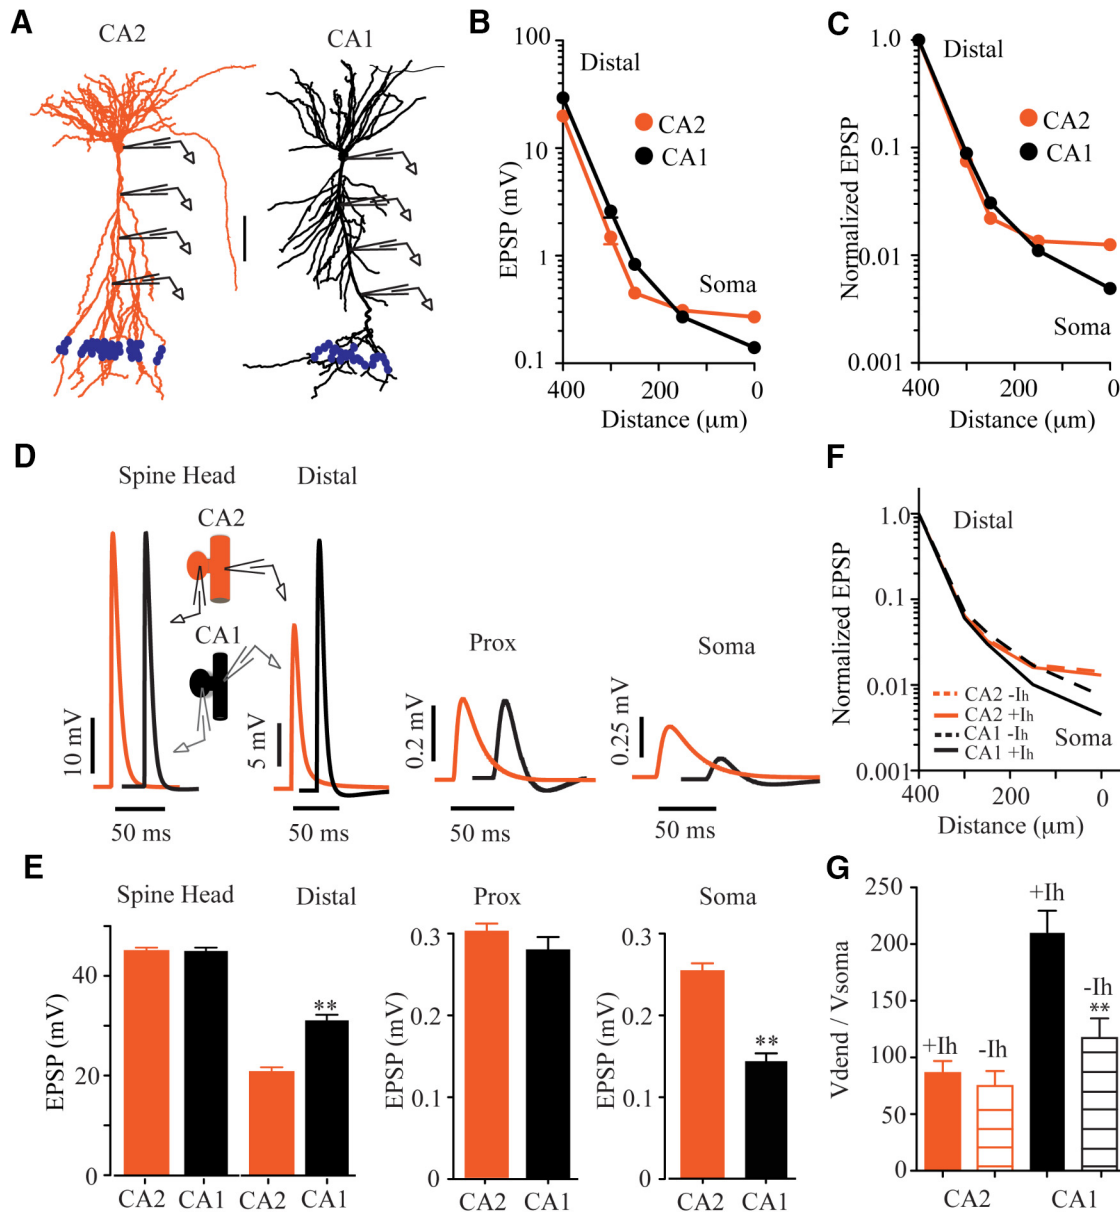 A
CA2
CA1
B
100
10
1
0.1
EPSP (mV)
Distal
CA2
CA1
Soma
400
200
0
Distance (μm)
C
1.0
0.1
0.01
0.001
Normalized EPSP
Distal
CA2
CA1
Soma
400
200
0
Distance (μm)
D
Spine Head
Distal
CA2
CA1
Prox
Soma
10 mV
5 mV
0.2 mV
0.25 mV
50 ms
50 ms
50 ms
50 ms
F
1.0
0.1
0.01
0.001
Normalized EPSP
Distal
CA2 -Ih
CA2 +Ih
CA1 -Ih
CA1 +Ih
Soma
400
200
0
Distance (μm)
E
Spine Head
Distal
EPSP (mV)
40
20
0
**
CA2
CA1
CA2
CA1
Prox
EPSP (mV)
0.3
0.2
0.1
0
CA2
CA1
Soma
EPSP (mV)
0.3
0.2
0.1
0
**
CA2
CA1
G
250
200
150
100
50
0
Vdend / Vsoma
+Ih
-Ih
+Ih
-Ih
**
CA2
CA1